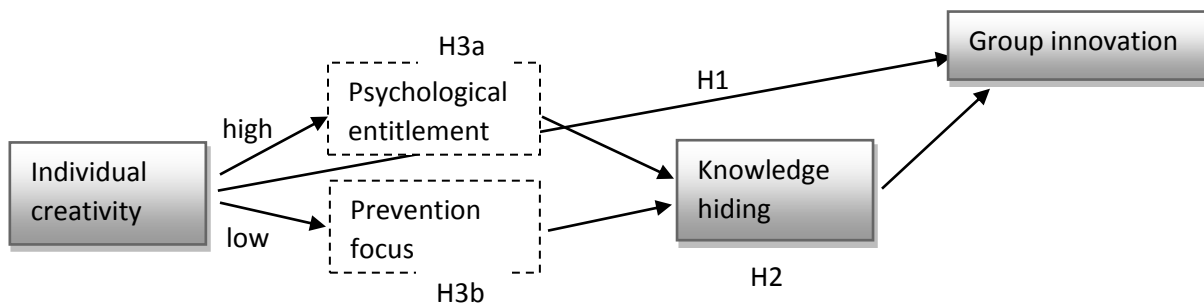 Group innovation
H3a
H1
Psychological
entitlement
high
Individual
creativity
Knowledge
hiding
Prevention
focus
low
H2
H3b